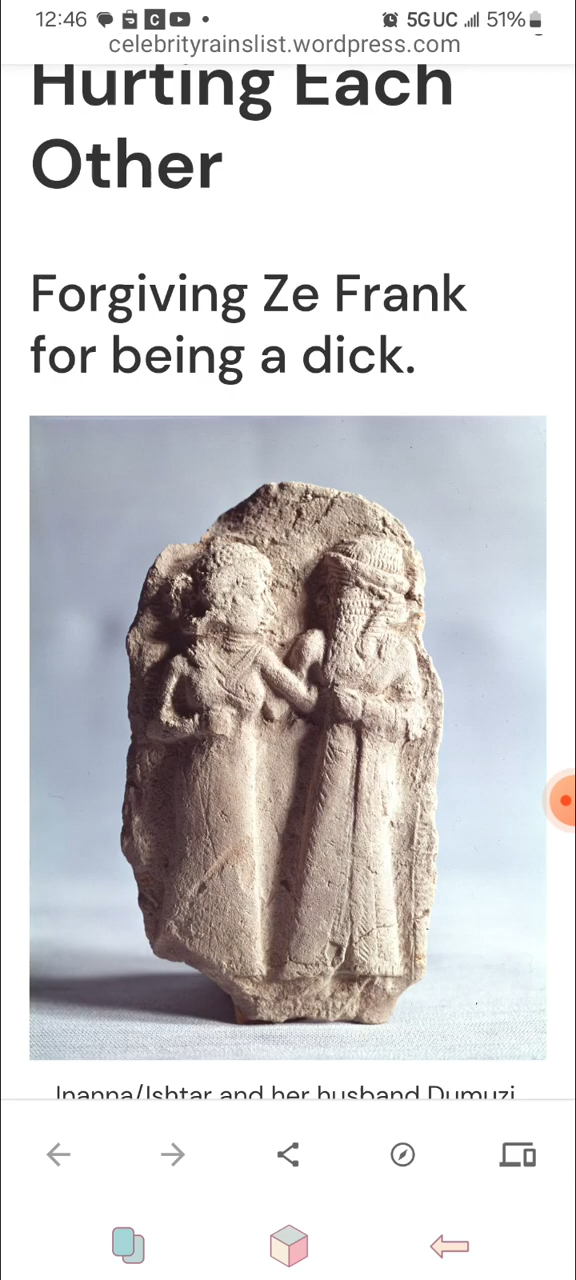 12:46
C
5G UC
51%
celebrityrainslist.wordpress.com
Hurting Each
Other
Forgiving Ze Frank
for being a dick.
Inanna/Ishtar and her husband Dumuzi